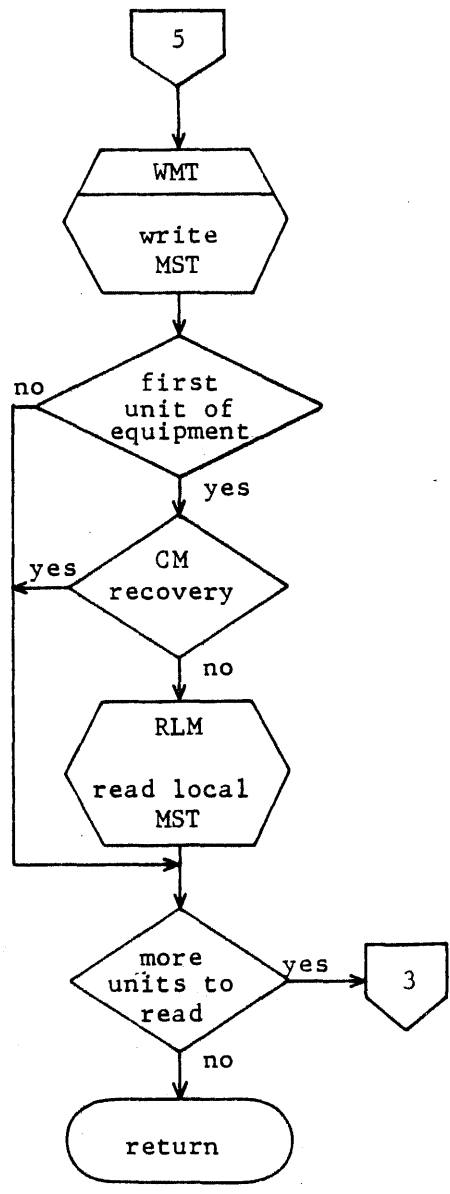 5
WMT
write
MST
first
unit of
equipment
no
yes
CM
recovery
yes
no
RLM
read local
MST
more
units to
read
yes
3
no
return